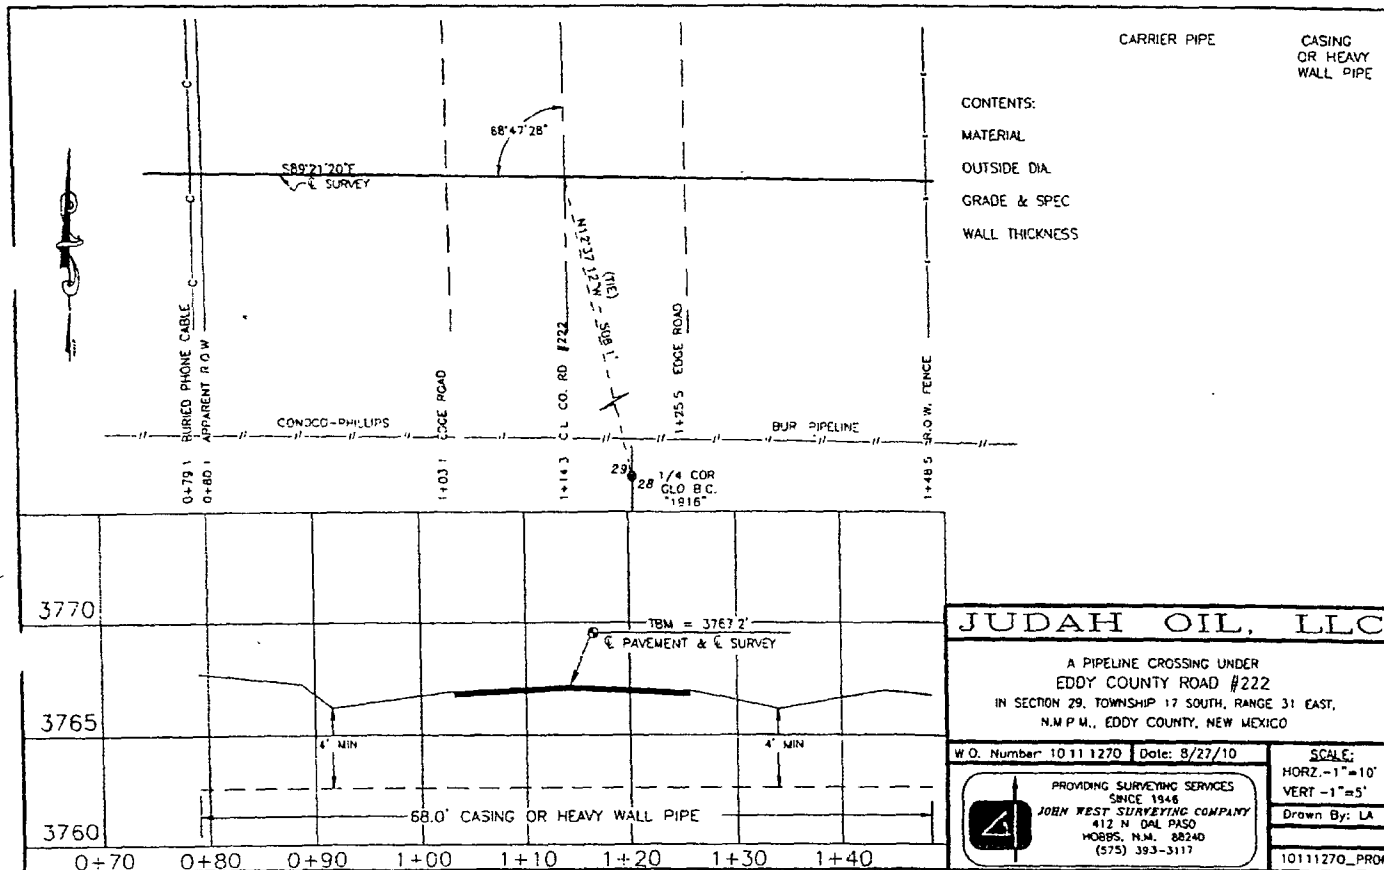 CARRIER PIPE
CASING
OR HEAVY
WALL PIPE
CONTENTS:
MATERIAL
OUTSIDE DIA.
GRADE & SPEC
WALL THICKNESS
68°47'28"
S89°21'20"E
℄ SURVEY
N12°37'12"W - 508.1'
(TIE)
BURIED PHONE CABLE
0+79.1
APPARENT R.O.W
0+80.1
EDGE ROAD
1+03.1
C.L. CO. RD #222
1+14.3
1+25.5 EDGE ROAD
R.O.W. FENCE
1+48.5
CONOCO-PHILLIPS
BUR PIPELINE
29
28
1/4 COR
GLO B.C.
"1916"
3770
3765
3760
TBM = 3767.2'
℄ PAVEMENT & ℄ SURVEY
4' MIN
4' MIN
68.0' CASING OR HEAVY WALL PIPE
0+70 0+80 0+90 1+00 1+10 1+20 1+30 1+40
JUDAH OIL, LLC
A PIPELINE CROSSING UNDER
EDDY COUNTY ROAD #222
IN SECTION 29, TOWNSHIP 17 SOUTH, RANGE 31 EAST,
N.M.P.M., EDDY COUNTY, NEW MEXICO
W.O. Number 10 11 1270
Date: 8/27/10
SCALE:
HORZ.-1"=10'
VERT -1"=5'
Drawn By: LA
PROVIDING SURVEYING SERVICES
SINCE 1946
JOHN WEST SURVEYING COMPANY
412 N DAL PASO
HOBBS, N.M. 88240
(575) 393-3117